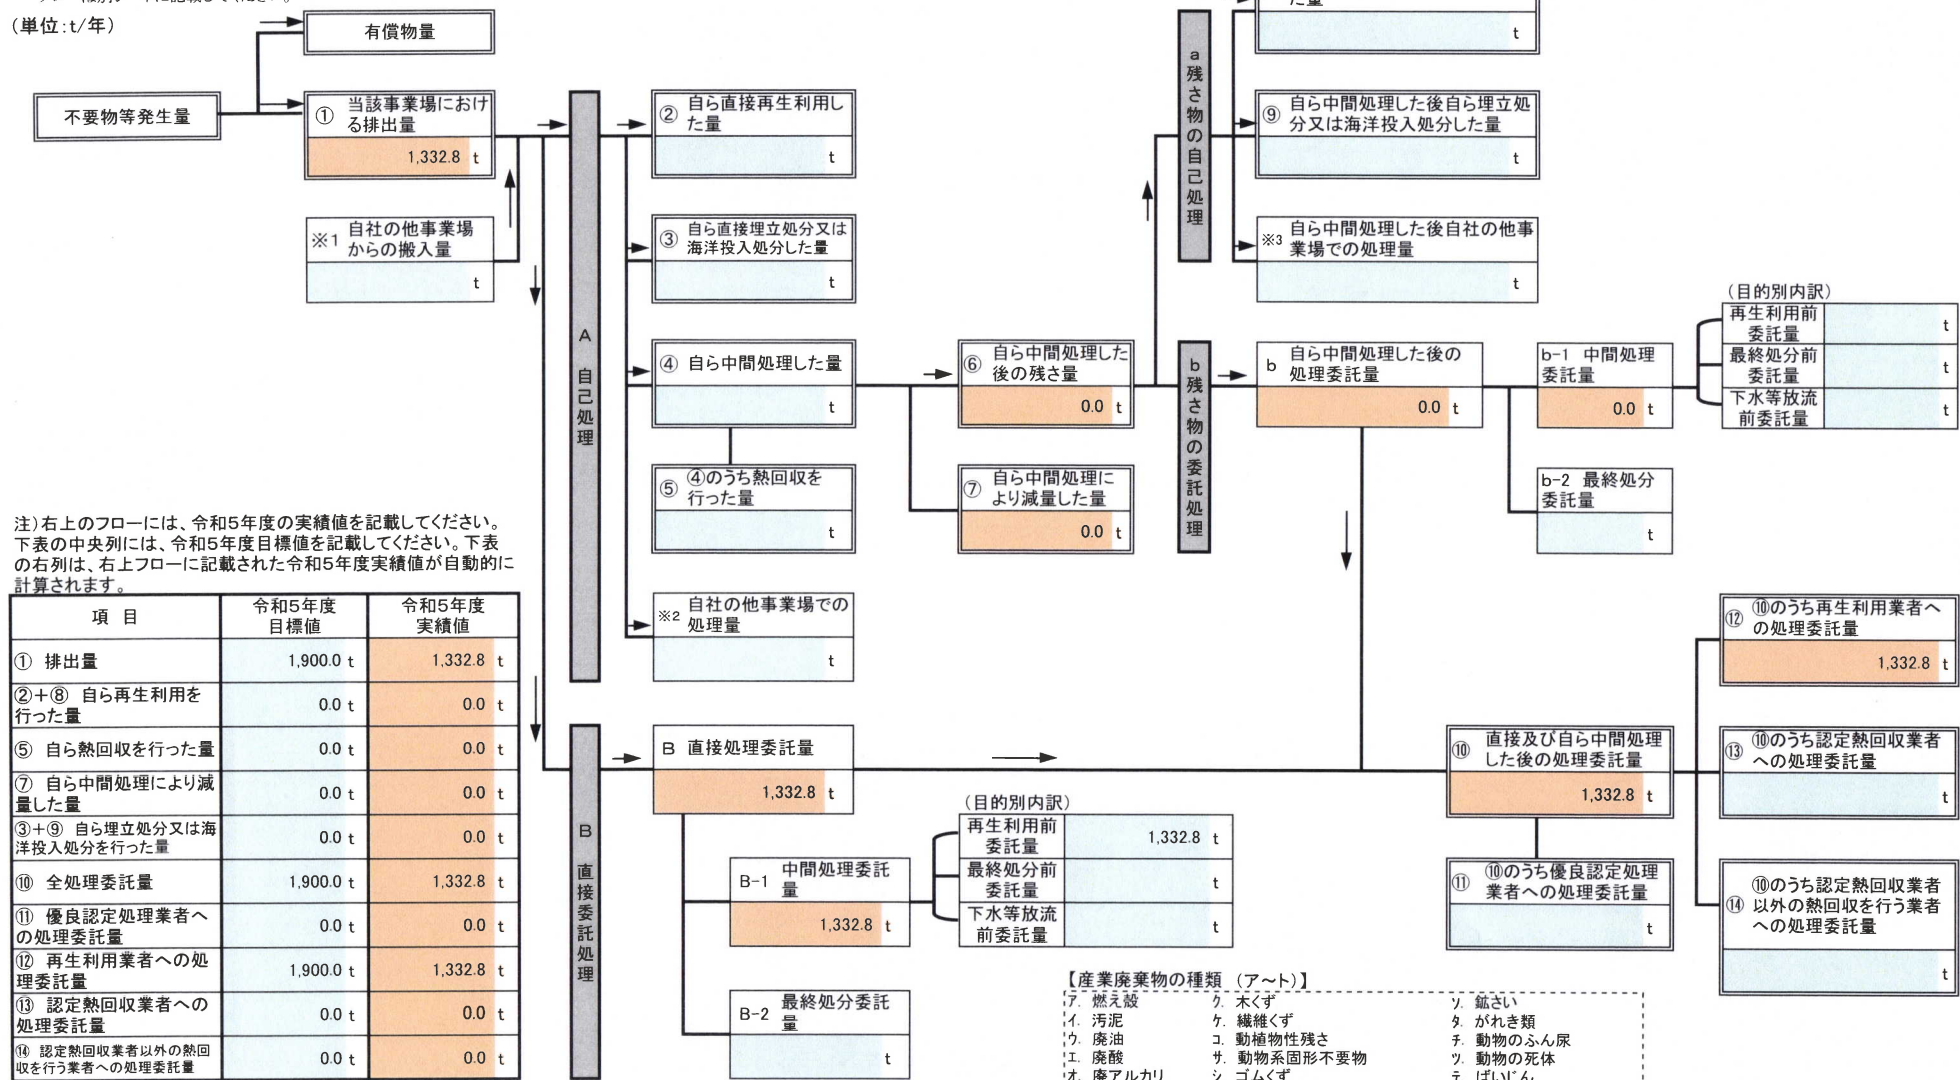 (単位:t/年)
有償物量
不要物等発生量
① 当該事業場におけ
る排出量
1,332.8 t
※1 自社の他事業場
からの搬入量
t
A 自己処理
② 自ら直接再生利用し
た量
t
③ 自ら直接埋立処分又は
海洋投入処分した量
t
④ 自ら中間処理した量
t
⑤ ④のうち熱回収を
行った量
t
※2 自社の他事業場での
処理量
t
⑥ 自ら中間処理した
後の残さ量
0.0 t
⑦ 自ら中間処理に
より減量した量
0.0 t
a 残さ物の自己処理
t
⑨ 自ら中間処理した後自ら埋立処
分又は海洋投入処分した量
t
※3 自ら中間処理した後自社の他事
業場での処理量
t
b 残さ物の委託処理
b 自ら中間処理した後の
処理委託量
0.0 t
b-1 中間処理
委託量
0.0 t
(目的別内訳)
再生利用前
委託量
t
最終処分前
委託量
t
下水等放流
前委託量
t
b-2 最終処分
委託量
t
注)右上のフローには、令和5年度の実績値を記載してください。
下表の中央列には、令和5年度目標値を記載してください。下表
の右列は、右上フローに記載された令和5年度実績値が自動的に
計算されます。
項 目 令和5年度 目標値 令和5年度 実績値
① 排出量 1,900.0 t 1,332.8 t
②+⑧ 自ら再生利用を
行った量 0.0 t 0.0 t
⑤ 自ら熱回収を行った量 0.0 t 0.0 t
⑦ 自ら中間処理により減
量した量 0.0 t 0.0 t
③+⑨ 自ら埋立処分又は海
洋投入処分を行った量 0.0 t 0.0 t
⑩ 全処理委託量 1,900.0 t 1,332.8 t
⑪ 優良認定処理業者へ
の処理委託量 0.0 t 0.0 t
⑫ 再生利用業者への処
理委託量 1,900.0 t 1,332.8 t
⑬ 認定熱回収業者への
処理委託量 0.0 t 0.0 t
⑭ 認定熱回収業者以外の熱回
収を行う業者への処理委託量 0.0 t 0.0 t
B 直接委託処理
B 直接処理委託量
1,332.8 t
B-1 中間処理委託
量
1,332.8 t
(目的別内訳)
再生利用前
委託量
1,332.8 t
最終処分前
委託量
t
下水等放流
前委託量
t
B-2 最終処分委託
量
t
⑩ 直接及び自ら中間処理
した後の処理委託量
1,332.8 t
⑪ ⑩のうち優良認定処理
業者への処理委託量
t
⑫ ⑩のうち再生利用業者へ
の処理委託量
1,332.8 t
⑬ ⑩のうち認定熱回収業者
への処理委託量
t
⑭ ⑩のうち認定熱回収業者
以外の熱回収を行う業者
への処理委託量
t
【産業廃棄物の種類 (ア~ト)】
ア. 燃え殻 ク. 木くず ソ. 鉱さい
イ. 汚泥 ケ. 繊維くず タ. がれき類
ウ. 廃油 コ. 動植物性残さ チ. 動物のふん尿
エ. 廃酸 サ. 動物系固形不要物 ツ. 動物の死体
オ. 廃アルカリ シ. ゴムくず テ. ばいじん